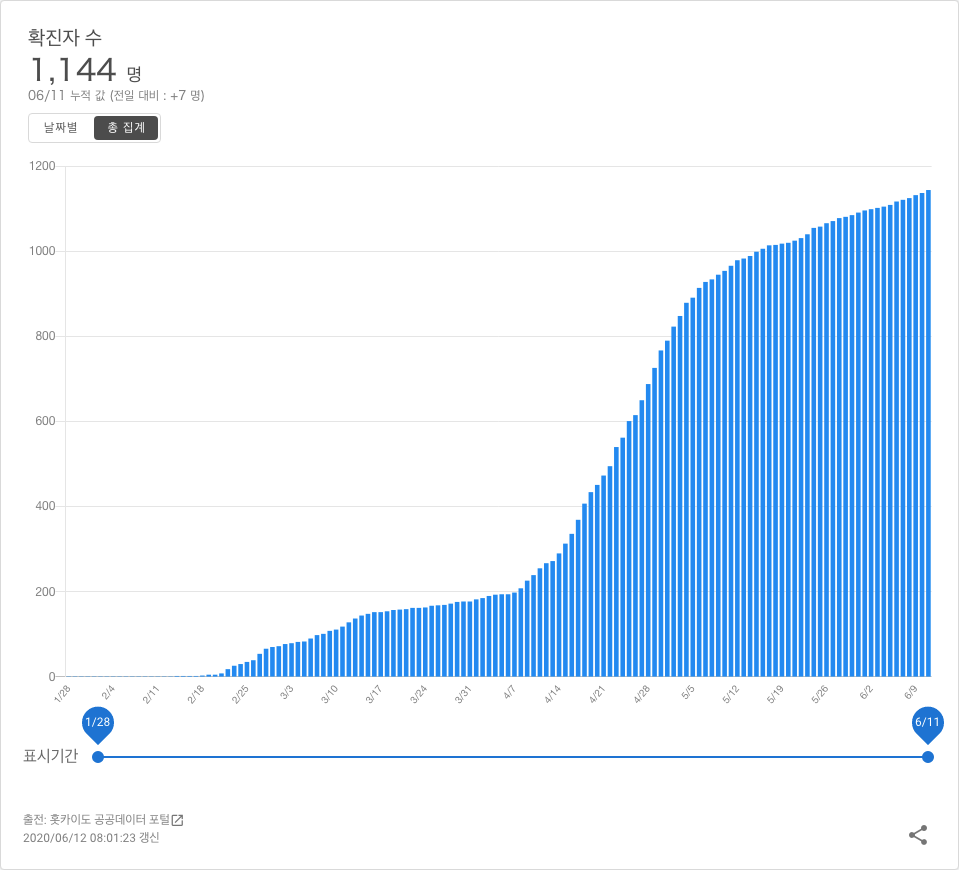 확진자 수
1,144 명
06/11 누적 값 (전일 대비 : +7 명)
날짜별 총 집계
1200
1000
800
600
400
200
0
1/28 2/4 2/11 2/18 2/25 3/3 3/10 3/17 3/24 3/31 4/7 4/14 4/21 4/28 5/5 5/12 5/19 5/26 6/2 6/9
1/28 6/11
표시기간
출전: 홋카이도 공공데이터 포털
2020/06/12 08:01:23 갱신